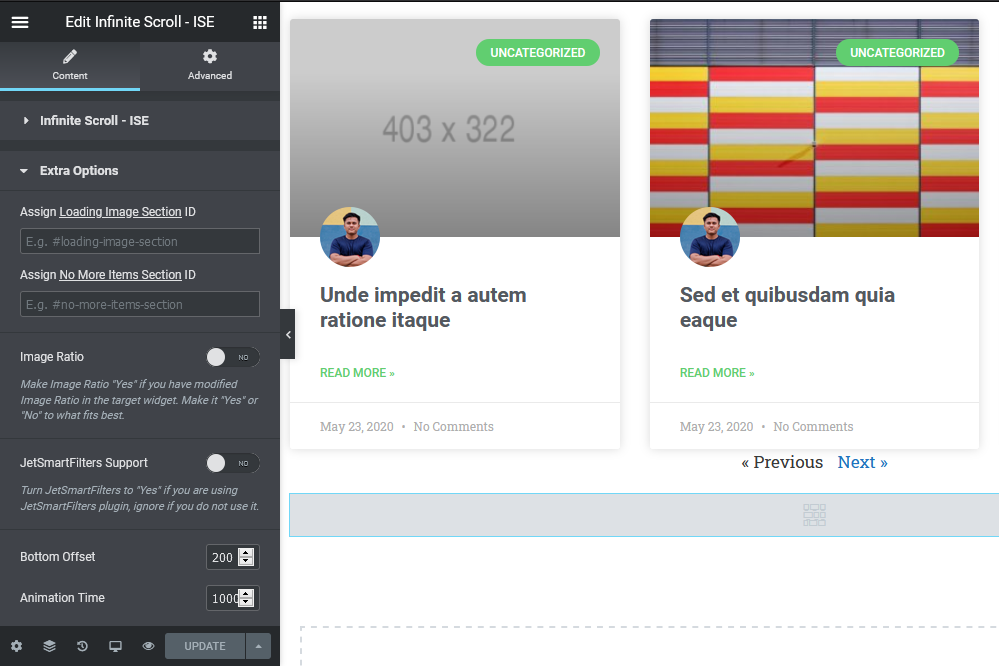 Edit Infinite Scroll - ISE
Content
Advanced
Infinite Scroll - ISE
Extra Options
Assign Loading Image Section ID
E.g. #loading-image-section
Assign No More Items Section ID
E.g. #no-more-items-section
Image Ratio
NO
Make Image Ratio "Yes" if you have modified
Image Ratio in the target widget. Make it "Yes" or
"No" to what fits best.
JetSmartFilters Support
NO
Turn JetSmartFilters to "Yes" if you are using
JetSmartFilters plugin, ignore if you do not use it.
Bottom Offset
200
Animation Time
1000
UPDATE
UNCATEGORIZED
403 x 322
Unde impedit a autem
ratione itaque
READ MORE »
May 23, 2020 • No Comments
UNCATEGORIZED
Sed et quibusdam quia
eaque
READ MORE »
May 23, 2020 • No Comments
« Previous Next »